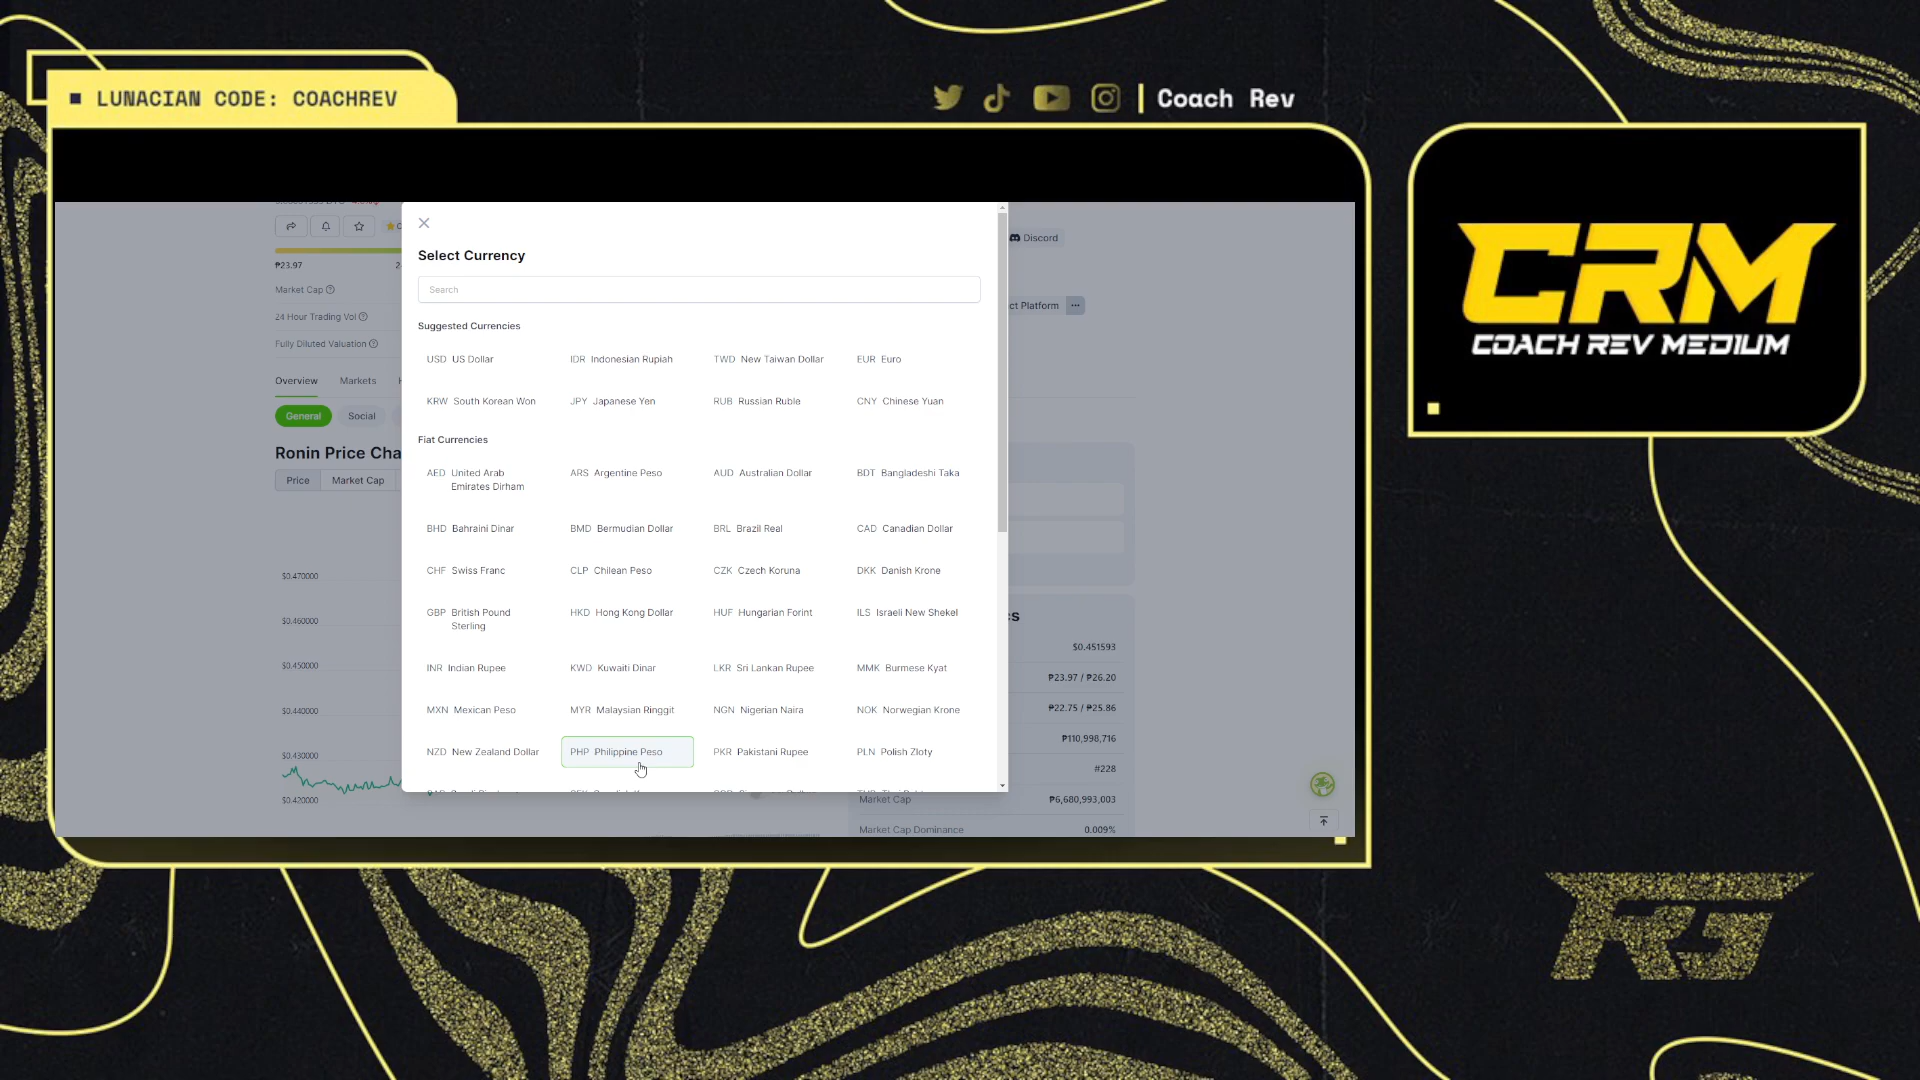 LUNACIAN CODE: COACHREV
Coach Rev
CRM
COACH REV MEDIUM
Discord
₱23.97
Market Cap
24 Hour Trading Vol
Fully Diluted Valuation
ct Platform
Overview Markets
General Social
Ronin Price Cha
Price Market Cap
$0.470000
$0.460000
$0.450000
$0.440000
$0.430000
$0.420000
Select Currency
Search
Suggested Currencies
USD US Dollar IDR Indonesian Rupiah TWD New Taiwan Dollar EUR Euro
KRW South Korean Won JPY Japanese Yen RUB Russian Ruble CNY Chinese Yuan
Fiat Currencies
AED United Arab Emirates Dirham ARS Argentine Peso AUD Australian Dollar BDT Bangladeshi Taka
BHD Bahraini Dinar BMD Bermudian Dollar BRL Brazil Real CAD Canadian Dollar
CHF Swiss Franc CLP Chilean Peso CZK Czech Koruna DKK Danish Krone
GBP British Pound Sterling HKD Hong Kong Dollar HUF Hungarian Forint ILS Israeli New Shekel
INR Indian Rupee KWD Kuwaiti Dinar LKR Sri Lankan Rupee MMK Burmese Kyat
MXN Mexican Peso MYR Malaysian Ringgit NGN Nigerian Naira NOK Norwegian Krone
NZD New Zealand Dollar PHP Philippine Peso PKR Pakistani Rupee PLN Polish Zloty
cs
$0.451593
₱23.97 / ₱26.20
₱22.75 / ₱25.86
₱110,998,716
#228
Market Cap ₱6,680,993,003
Market Cap Dominance 0.009%